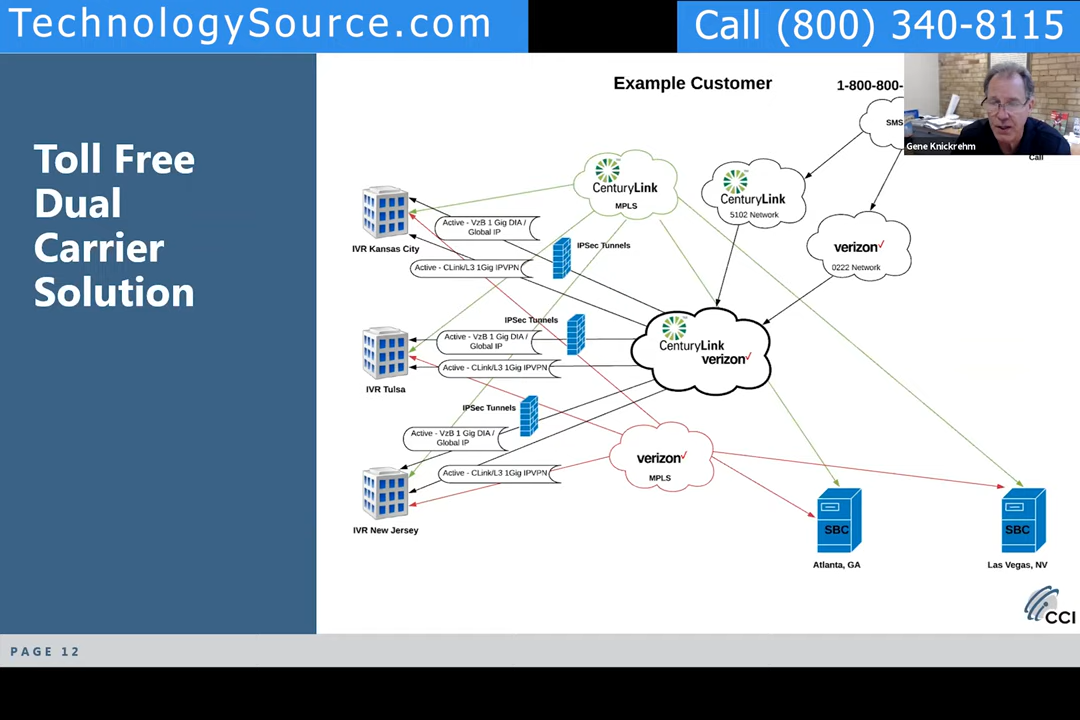 TechnologySource.com
Call (800) 340-8115
Example Customer
1-800-800-
SMS
Gene Knickrehm
Call
Toll Free
Dual
Carrier
Solution
CenturyLink
MPLS
CenturyLink
5102 Network
verizon
0222 Network
IVR Kansas City
Active - VzB 1 Gig DIA /
Global IP
IPSec Tunnels
Active - CLink/L3 1Gig IPVPN
IPSec Tunnels
Active - VzB 1 Gig DIA /
Global IP
CenturyLink
verizon
Active - CLink/L3 1Gig IPVPN
IVR Tulsa
IPSec Tunnels
Active - VzB 1 Gig DIA /
Global IP
Active - CLink/L3 1Gig IPVPN
verizon
MPLS
IVR New Jersey
SBC
SBC
Atlanta, GA
Las Vegas, NV
CCI
PAGE 12